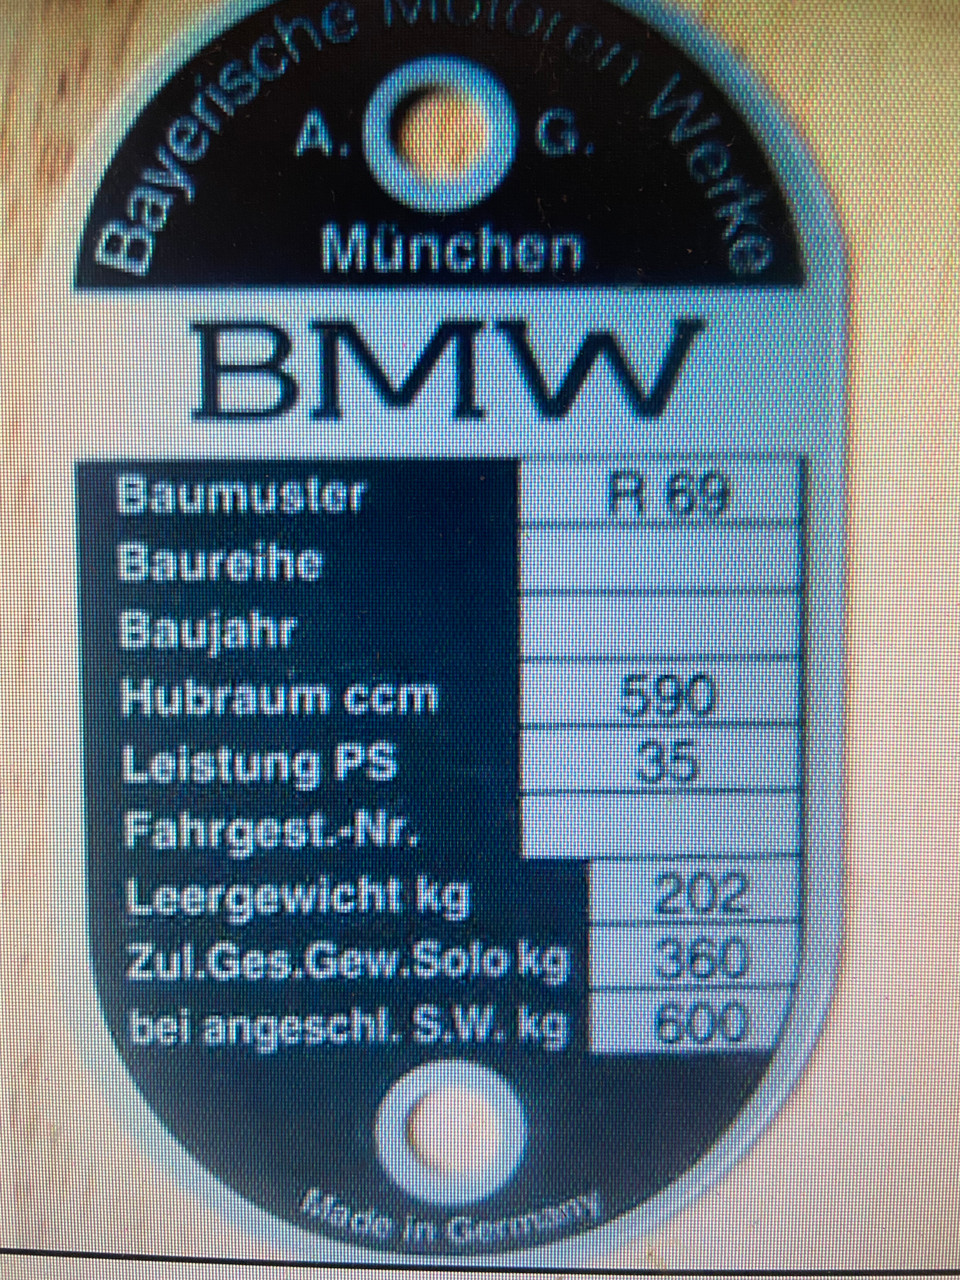 Bayerische Motoren Werke
A. G.
München
BMW
Baumuster R 69
Baureihe
Baujahr
Hubraum ccm 590
Leistung PS 35
Fahrgest.-Nr.
Leergewicht kg 202
Zul.Ges.Gew.Solo kg 360
bei angeschl. S.W. kg 600
Made in Germany